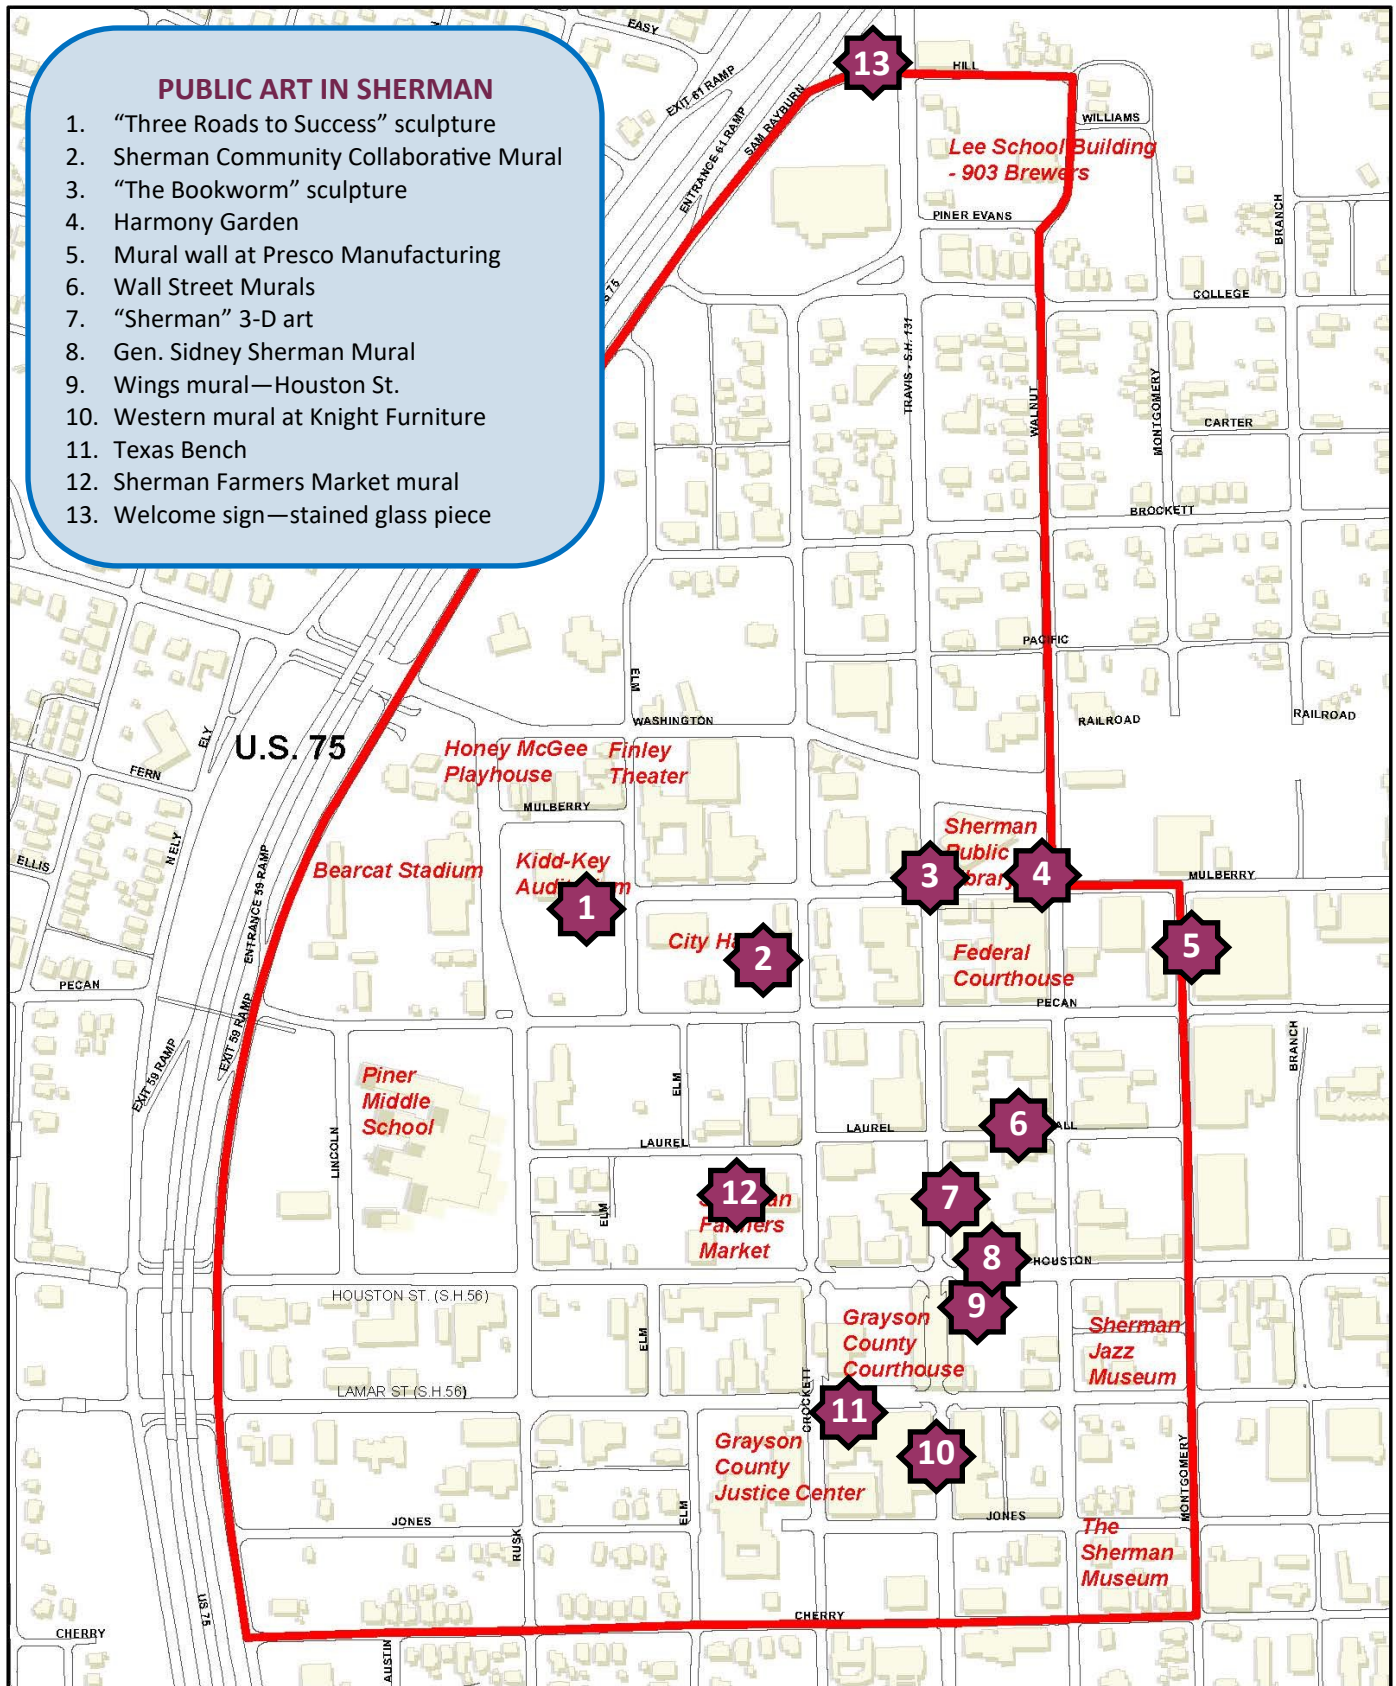 PUBLIC ART IN SHERMAN
1. “Three Roads to Success” sculpture
2. Sherman Community Collaborative Mural
3. “The Bookworm” sculpture
4. Harmony Garden
5. Mural wall at Presco Manufacturing
6. Wall Street Murals
7. “Sherman” 3-D art
8. Gen. Sidney Sherman Mural
9. Wings mural—Houston St.
10. Western mural at Knight Furniture
11. Texas Bench
12. Sherman Farmers Market mural
13. Welcome sign—stained glass piece
EASY
13
HILL
EXIT 61 RAMP
ENTRANCE 61 RAMP
SAM RAYBURN
WILLIAMS
Lee School Building
- 903 Brewers
PINER EVANS
BRANCH
COLLEGE
S 75
TRAVIS - S.H. 131
WALNUT
MONTGOMERY
CARTER
BROCKETT
PACIFIC
ELM
WASHINGTON
RAILROAD
RAILROAD
ELY
U.S. 75
FERN
Honey McGee
Playhouse
Finley
Theater
MULBERRY
N ELY
ELLIS
Sherman
Public
Bearcat Stadium
Kidd-Key
3
4
MULBERRY
1
ENTRANCE 59 RAMP
City
2
5
Federal
Courthouse
PECAN
PECAN
EXIT 59 RAMP
EXIT 59 RAMP
BRANCH
Piner
Middle
School
ELM
6
LAUREL
LAUREL
ALL
LINCOLN
12
7
ELM
Farmers
Market
8
HOUSTON
HOUSTON ST. (S.H.56)
9
Grayson
County
Courthouse
Sherman
Jazz
Museum
ELM
LAMAR ST (S.H.56)
CROCKETT
11
Grayson
County
Justice Center
10
MONTGOMERY
JONES
RUSK
ELM
JONES
The
Sherman
Museum
US 75
CHERRY
CHERRY
AUSTIN